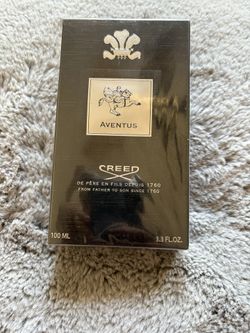 AVENTUS
CREED
DE PÈRE EN FILS DEPUIS 1760
FROM FATHER TO SON SINCE 1760
100 ML 3.3 FL.OZ.